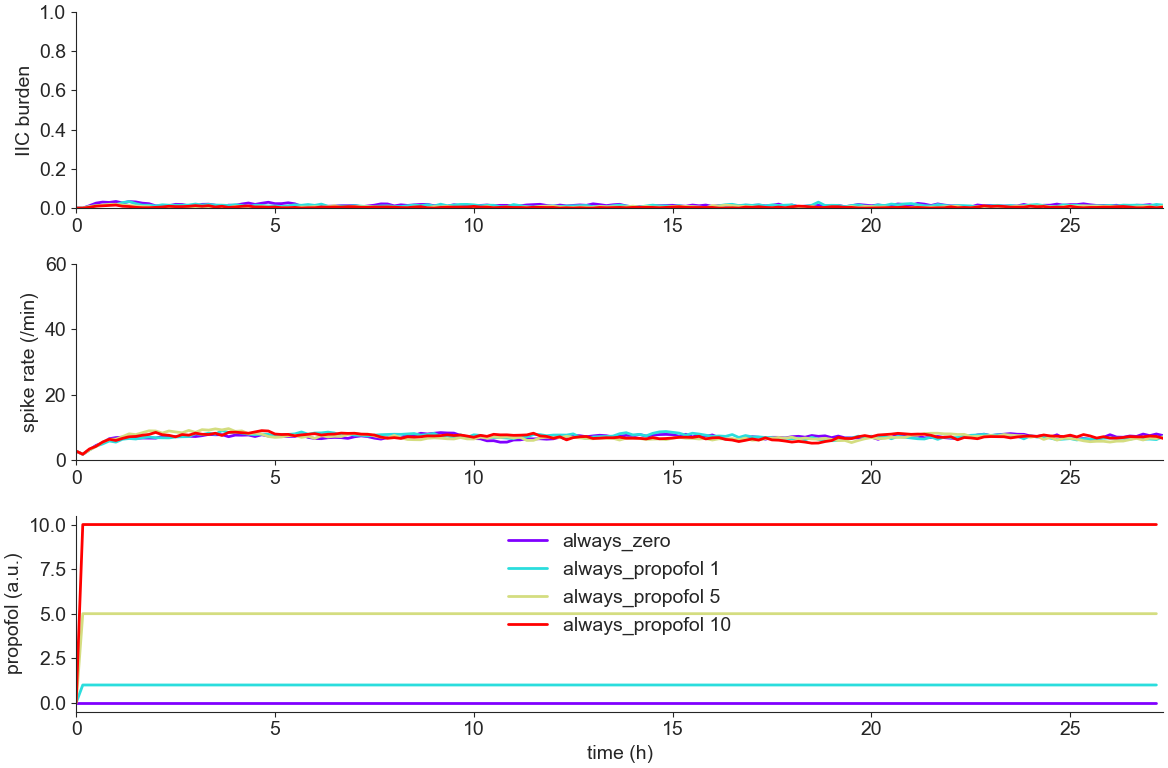 IIC burden
1.0
0.8
0.6
0.4
0.2
0.0
0 5 10 15 20 25
spike rate (/min)
60
40
20
0
0 5 10 15 20 25
propofol (a.u.)
10.0
7.5
5.0
2.5
0.0
always_zero
always_propofol 1
always_propofol 5
always_propofol 10
0 5 10 15 20 25
time (h)